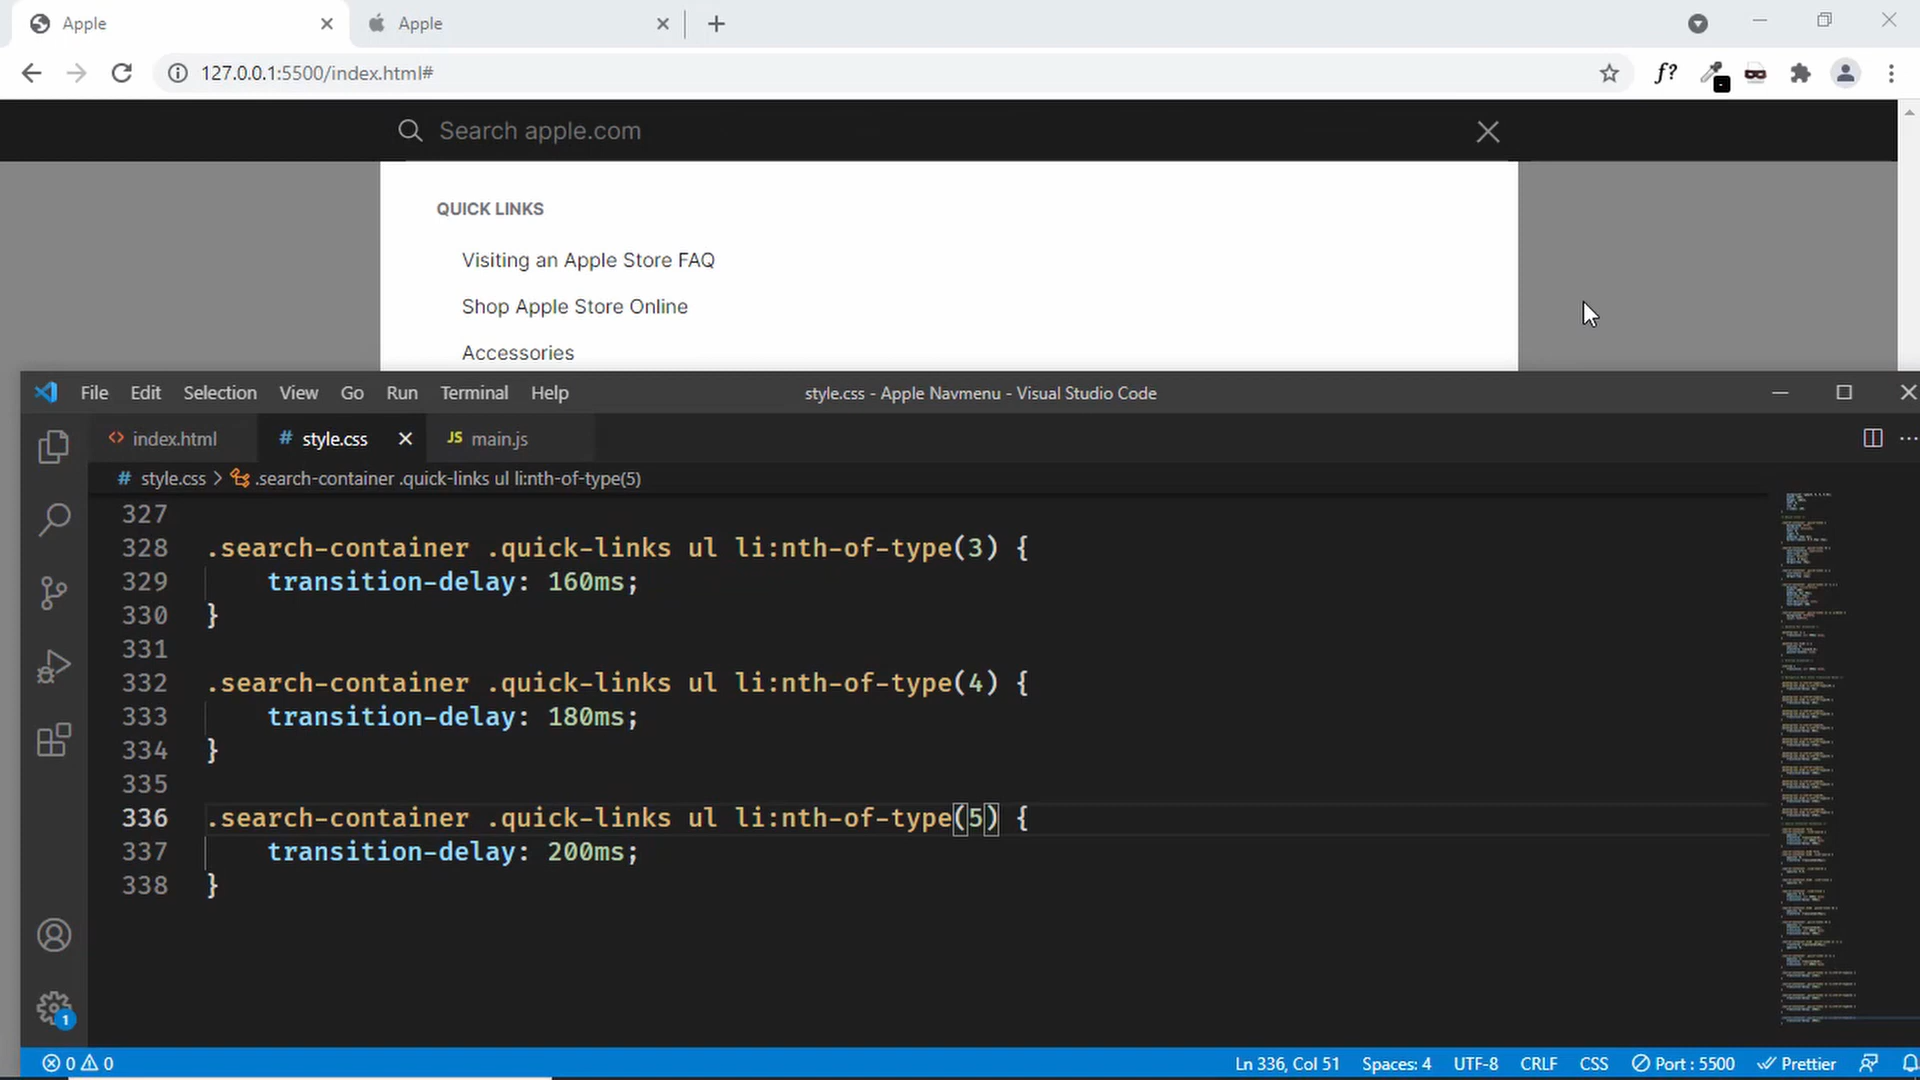 Apple
Apple
127.0.0.1:5500/index.html#
f?
Search apple.com
QUICK LINKS
Visiting an Apple Store FAQ
Shop Apple Store Online
Accessories
File Edit Selection View Go Run Terminal Help
style.css - Apple Navmenu - Visual Studio Code
<> index.html
# style.css
JS main.js
# style.css > .search-container .quick-links ul li:nth-of-type(5)
327
328 .search-container .quick-links ul li:nth-of-type(3) {
329 transition-delay: 160ms;
330 }
331
332 .search-container .quick-links ul li:nth-of-type(4) {
333 transition-delay: 180ms;
334 }
335
336 .search-container .quick-links ul li:nth-of-type(5) {
337 transition-delay: 200ms;
338 }
1
0 0 Ln 336, Col 51 Spaces: 4 UTF-8 CRLF CSS Port : 5500 Prettier